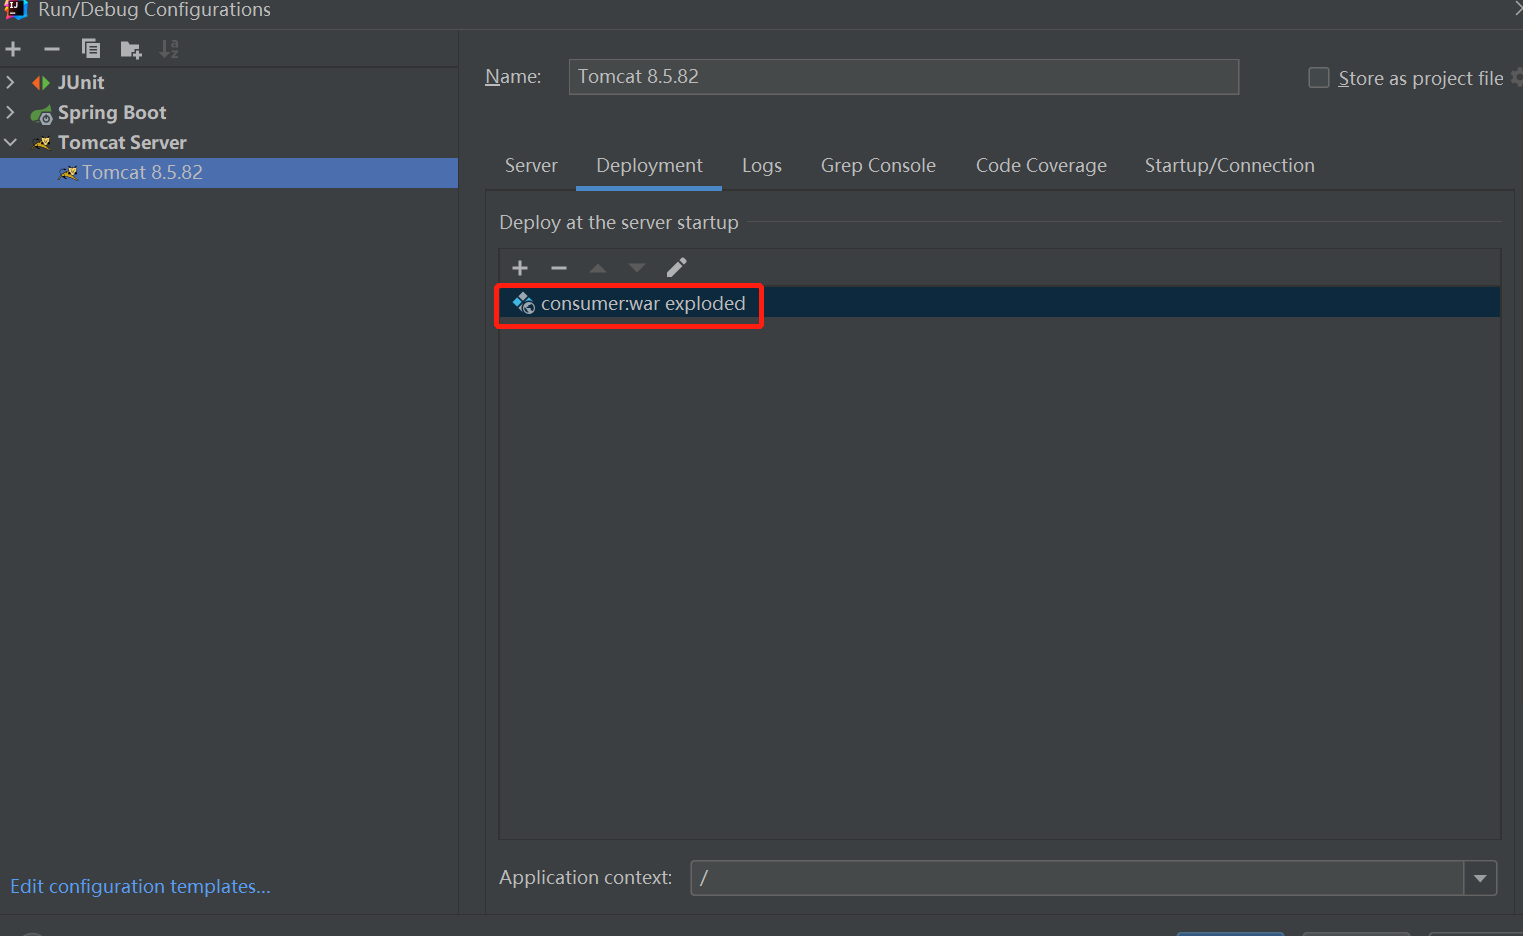 Run/Debug Configurations
JUnit
Spring Boot
Tomcat Server
Tomcat 8.5.82
Edit configuration templates...
Name: Tomcat 8.5.82
Store as project file
Server Deployment Logs Grep Console Code Coverage Startup/Connection
Deploy at the server startup
consumer:war exploded
Application context: /